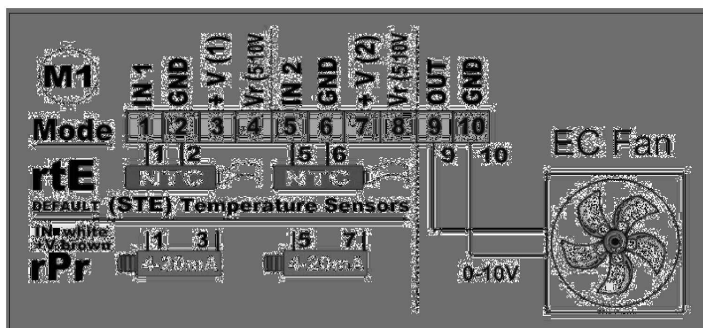 M1
IN 1 GND + V (1) Vr (5:10V IN 2 GND + V (2) Vr (5:10V OUT GND
Mode 1 2 3 4 5 6 7 8 9 10
1 2 5 6 9 10
EC Fan
rtE NTC NTC
DEFAULT (STE) Temperature Sensors
IN=white 1 3 5 7
+V:brown
rPr 4-20mA 4-20mA
0-10V